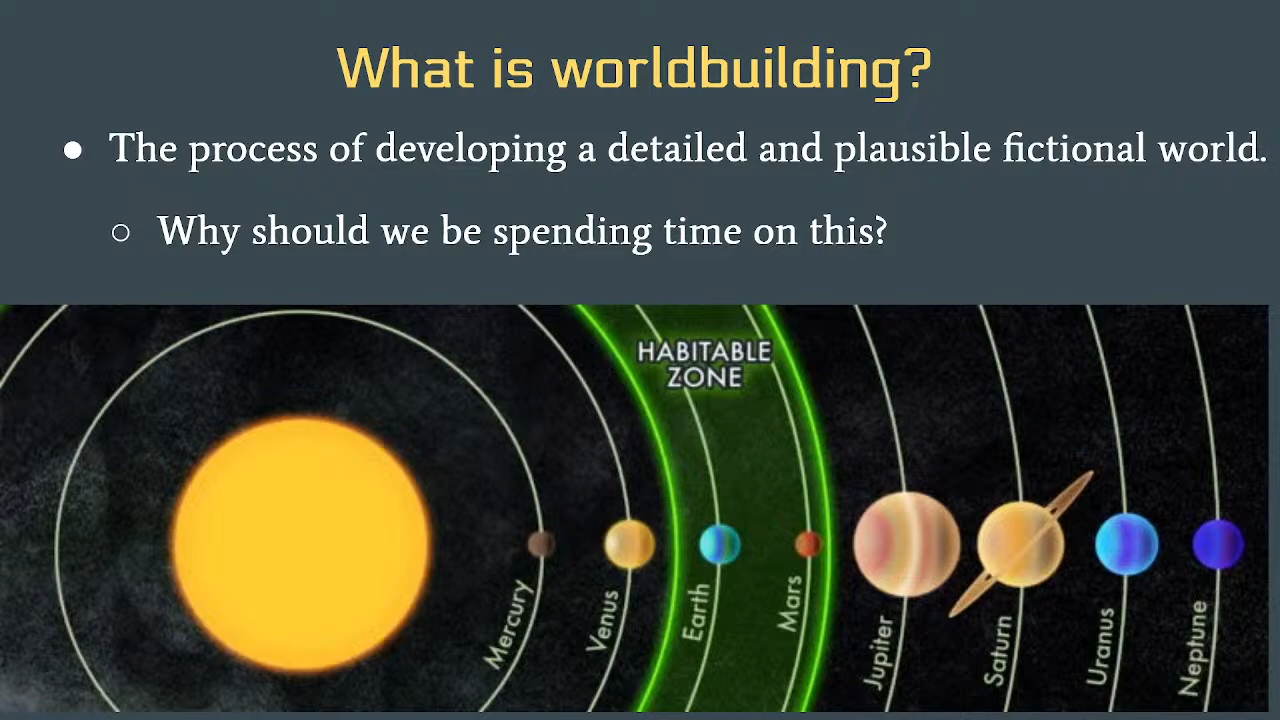 What is worldbuilding?
● The process of developing a detailed and plausible fictional world.
○ Why should we be spending time on this?
HABITABLE
ZONE
Mercury
Venus
Earth
Mars
Jupiter
Saturn
Uranus
Neptune